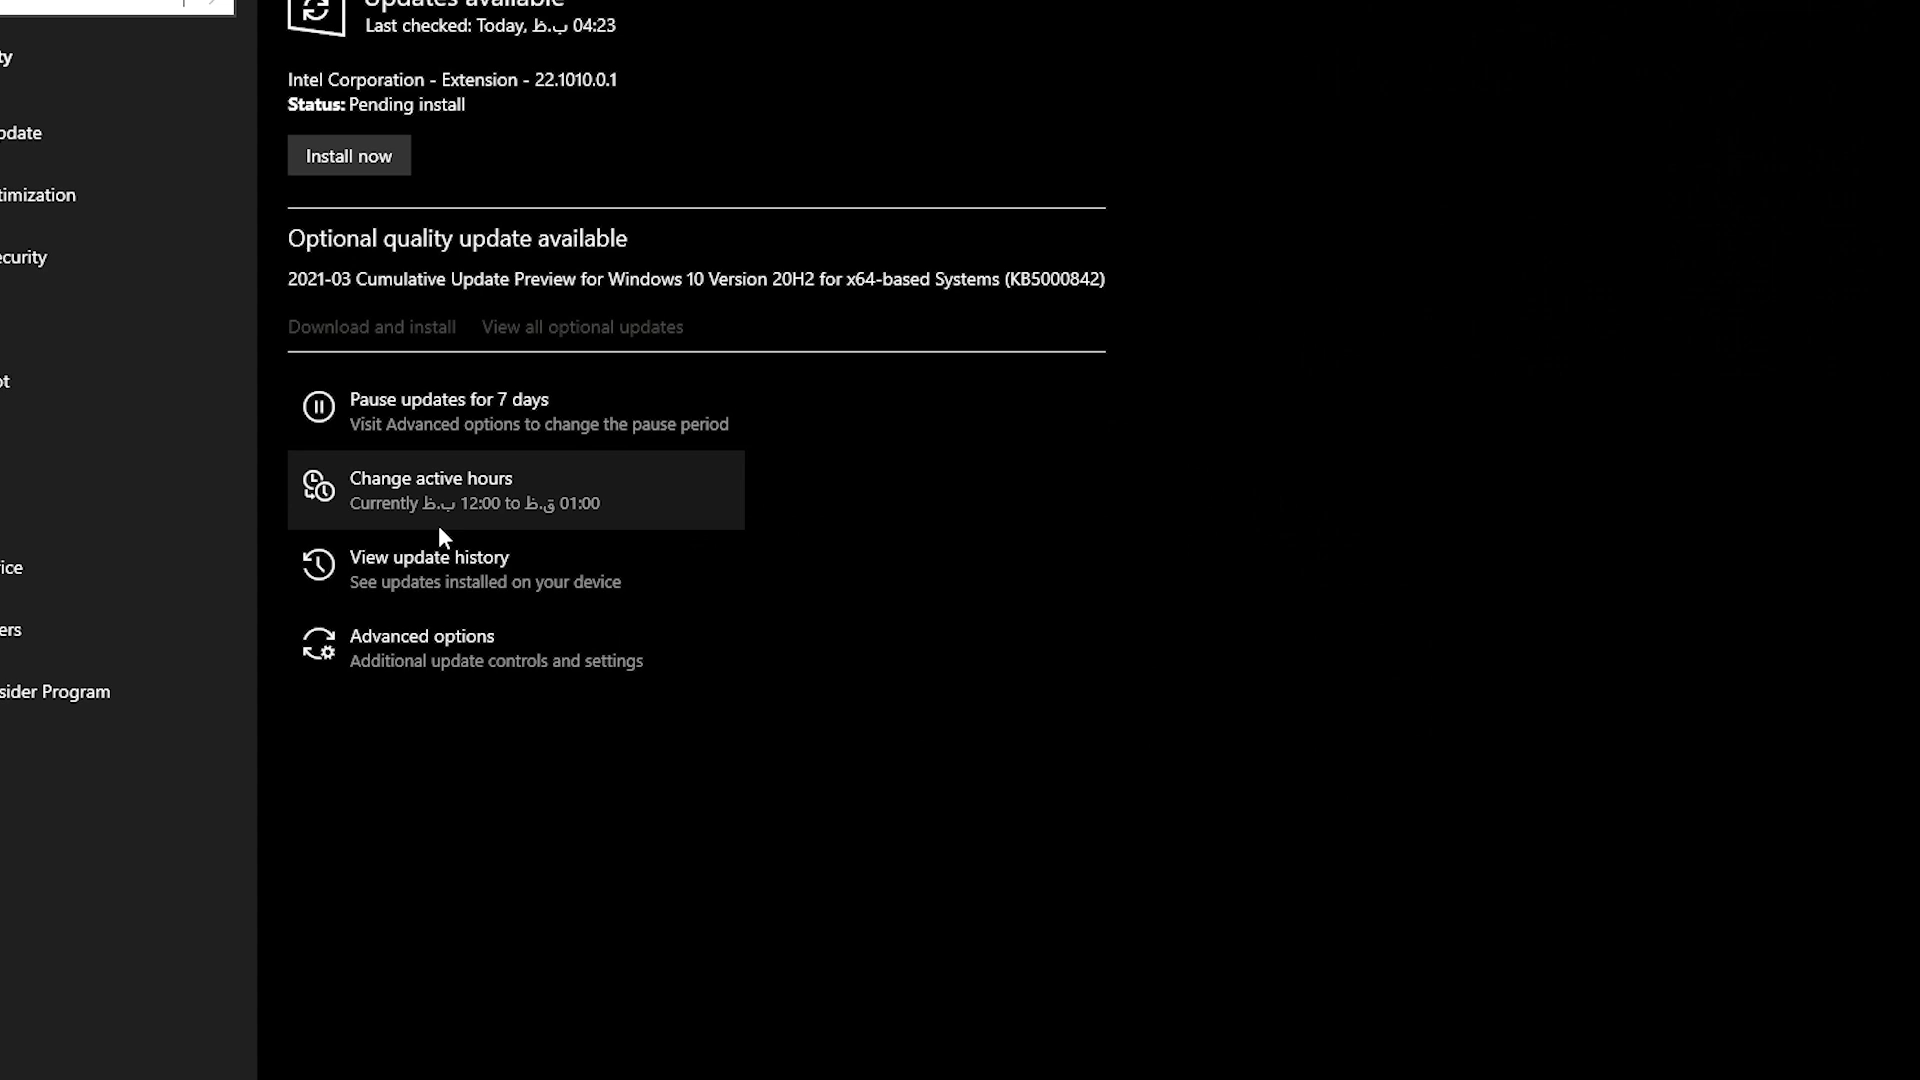 Updates available
Last checked: Today, ب.ظ 04:23
Intel Corporation - Extension - 22.1010.0.1
Status: Pending install
Install now
Optional quality update available
2021-03 Cumulative Update Preview for Windows 10 Version 20H2 for x64-based Systems (KB5000842)
Download and install View all optional updates
Pause updates for 7 days
Visit Advanced options to change the pause period
Change active hours
Currently ب.ظ 12:00 to ق.ظ 01:00
View update history
See updates installed on your device
Advanced options
Additional update controls and settings
ty
pdate
timization
ecurity
ot
ice
ers
sider Program